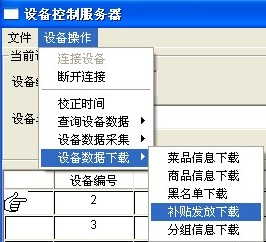 设备控制服务器
文件 设备操作
当前
连接设备
断开连接
校正时间
查询设备数据
设备数据采集
设备数据下载
菜品信息下载
商品信息下载
黑名单下载
补贴发放下载
分组信息下载
设备编号
2
3